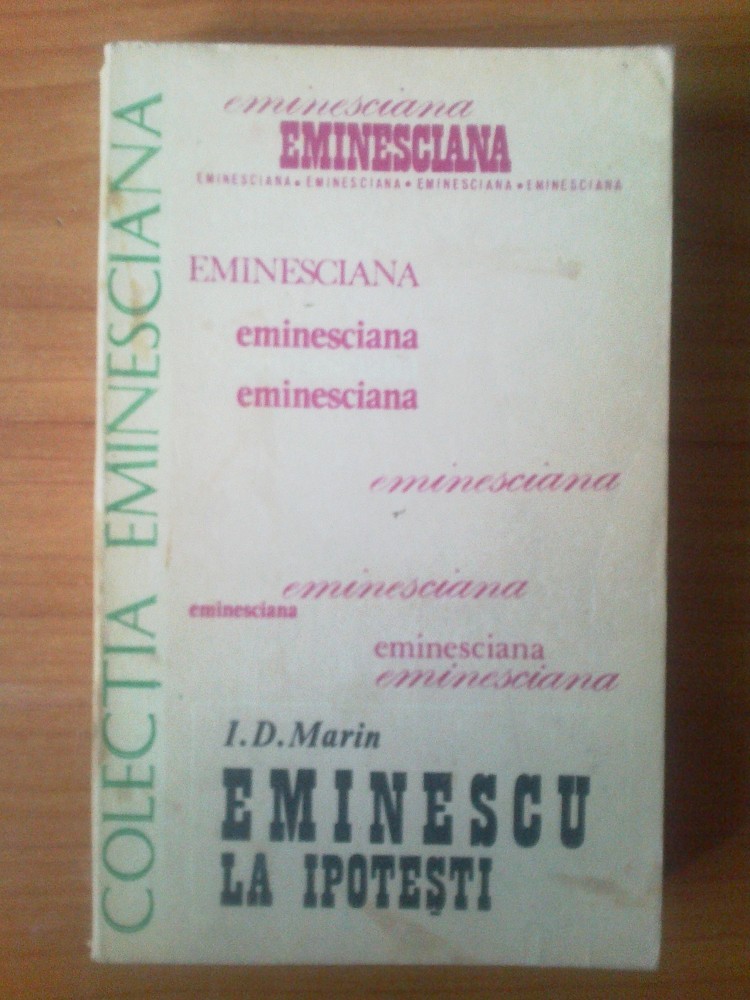 COLECTIA EMINESCIANA
eminesciana
EMINESCIANA
EMINESCIANA • EMINESCIANA • EMINESCIANA • EMINESCIANA
EMINESCIANA
eminesciana
eminesciana
eminesciana
eminesciana
eminesciana
eminesciana
eminesciana
I. D. Marin
EMINESCU
LA IPOTEȘTI